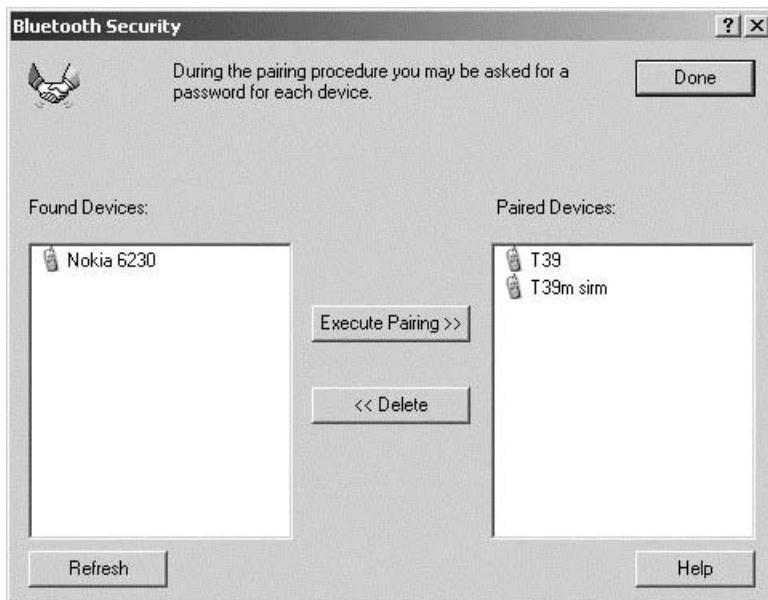 Bluetooth Security
During the pairing procedure you may be asked for a
password for each device.
Done
Found Devices:
Paired Devices:
Nokia 6230
T39
T39m sirm
Execute Pairing >>
<< Delete
Refresh
Help